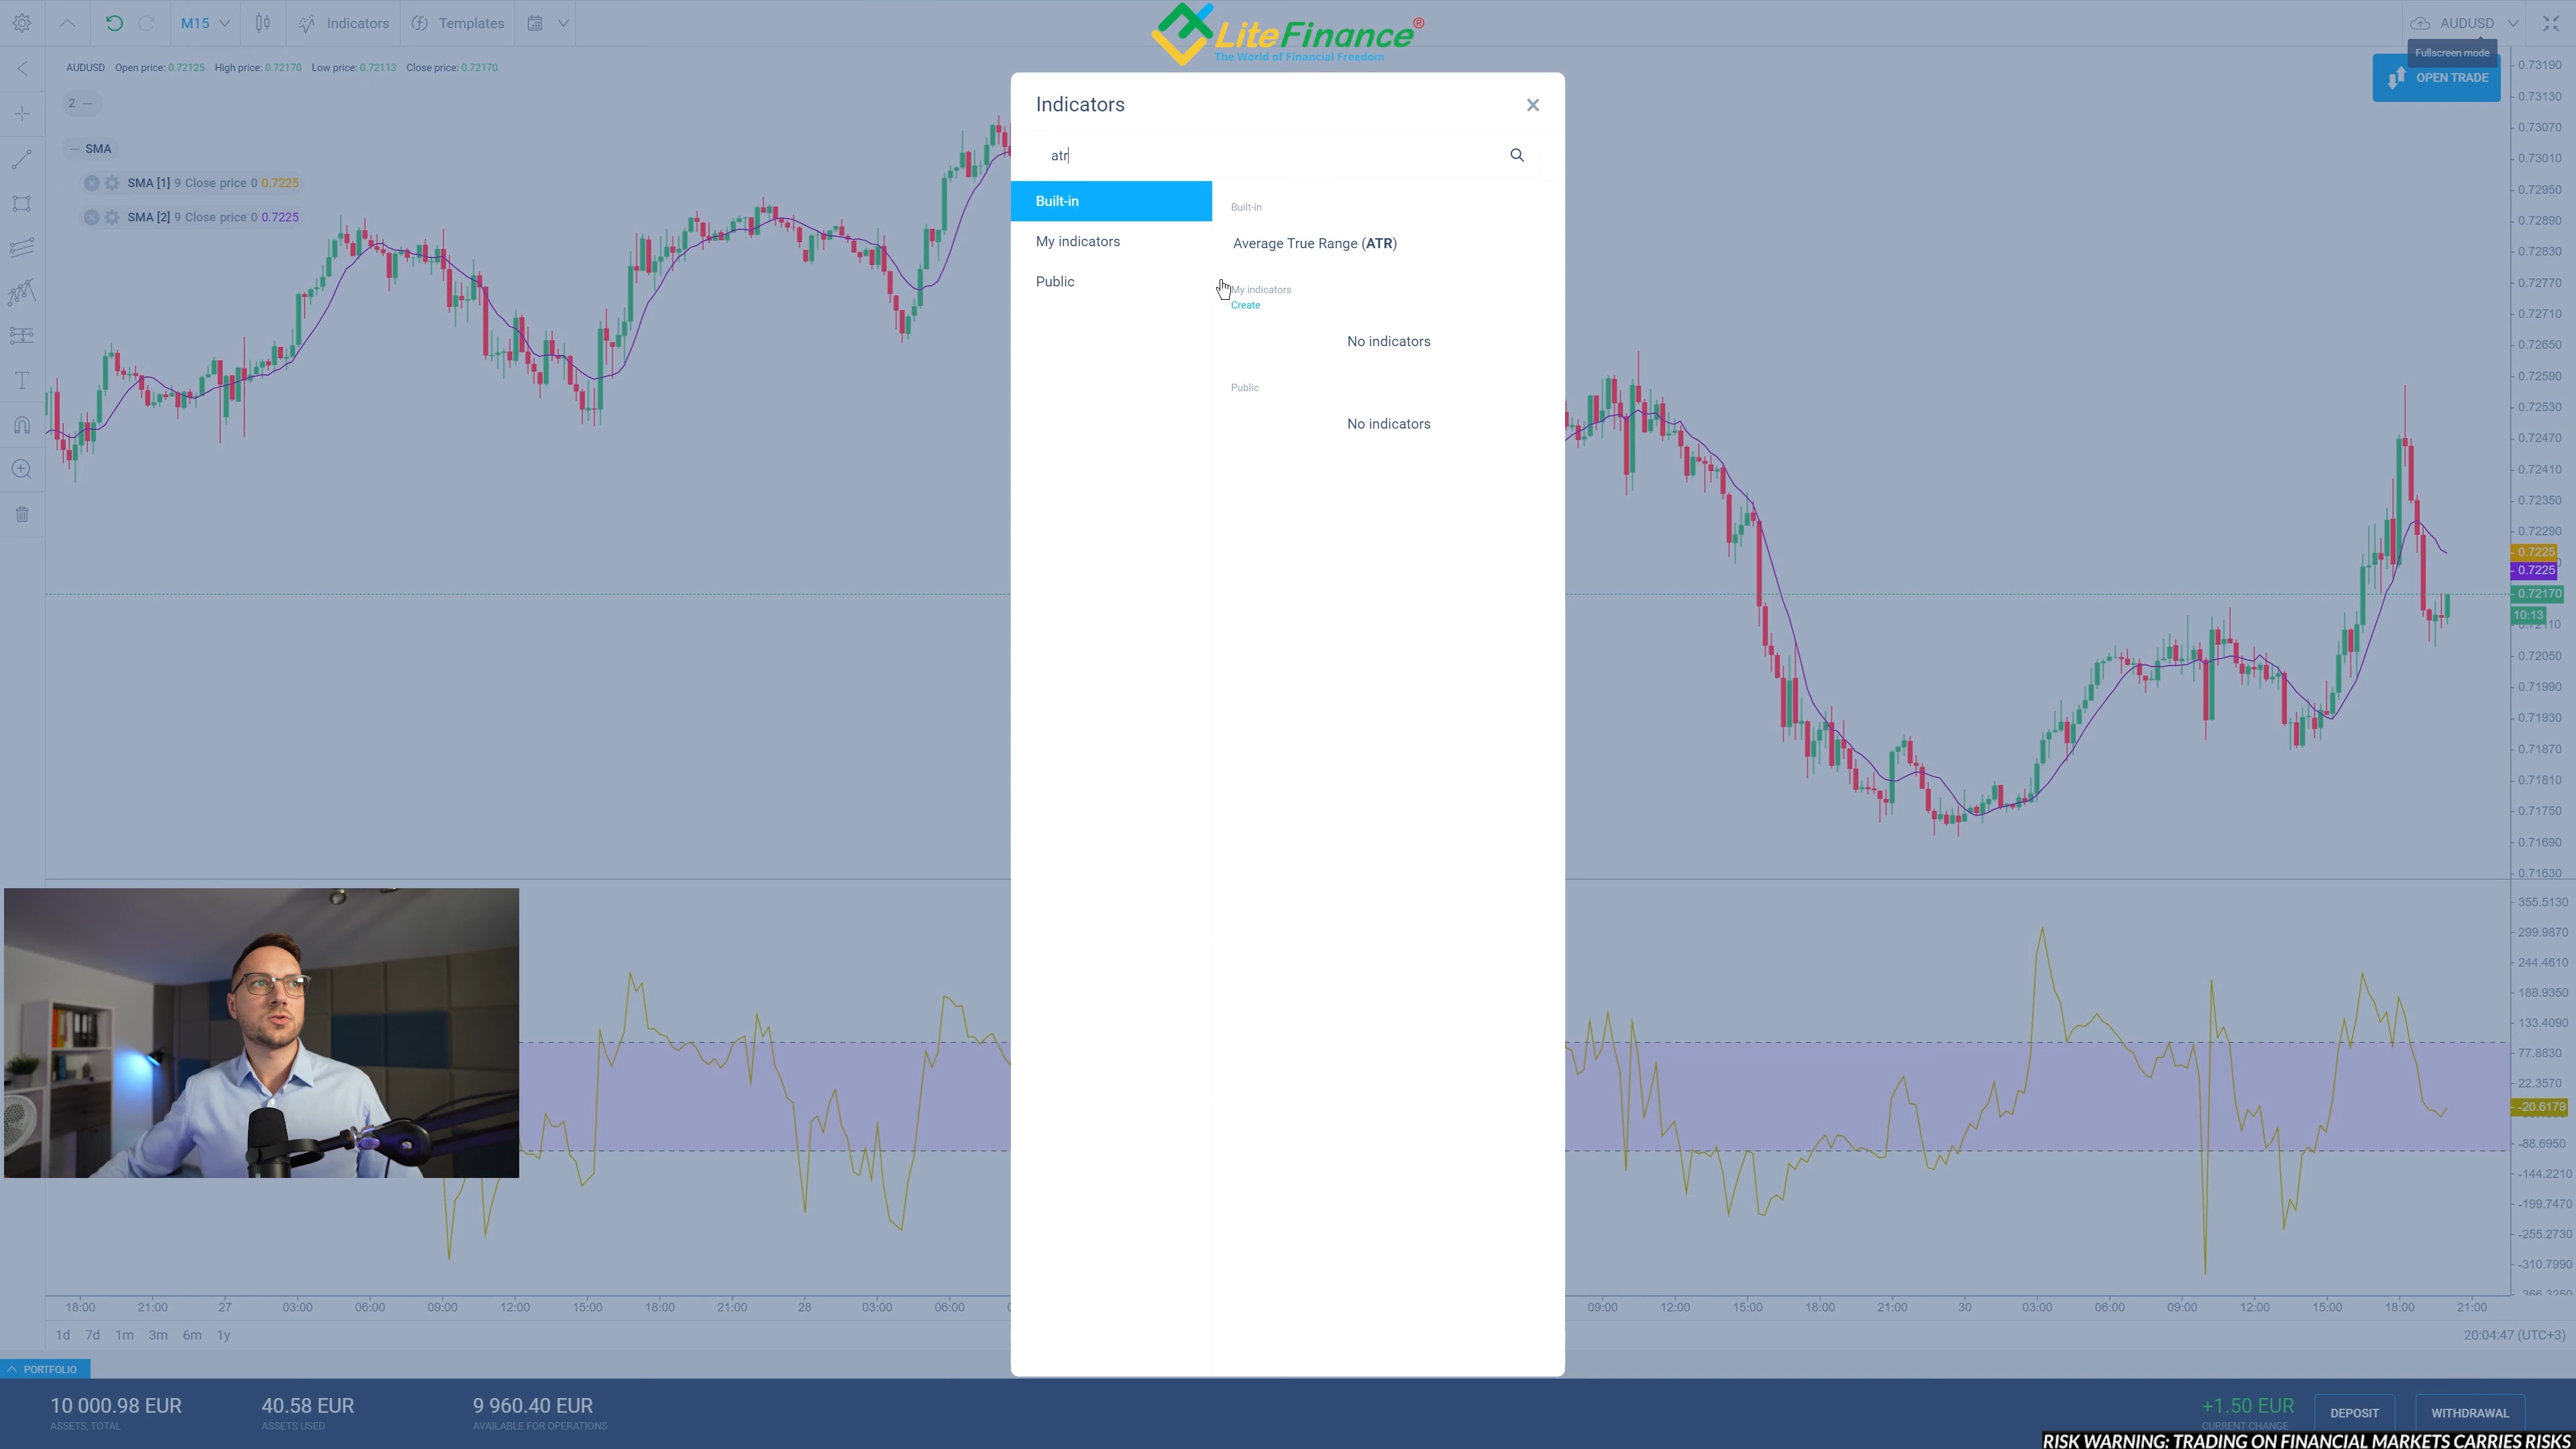 M15
Indicators
Templates
LiteFinance®
The World of Financial Freedom
AUDUSD
Fullscreen mode
OPEN TRADE
AUDUSD Open price: 0.72125 High price: 0.72170 Low price: 0.72113 Close price: 0.72170
2
SMA
SMA [1] 9 Close price 0 0.7225
SMA [2] 9 Close price 0 0.7225
Indicators
atr
Built-in
My indicators
Public
Built-in
Average True Range (ATR)
My indicators
Create
No indicators
Public
No indicators
0.73190
0.73130
0.73070
0.73010
0.72950
0.72890
0.72830
0.72770
0.72710
0.72650
0.72590
0.72530
0.72470
0.72410
0.72350
0.72290
0.7225
0.7225
0.72170
10:13
0.72050
0.71990
0.71930
0.71870
0.71810
0.71750
0.71690
0.71630
355.5130
299.9870
244.4610
188.9350
133.4090
77.8830
22.3570
-20.6179
-88.6950
-144.2210
-199.7470
-255.2730
-310.7990
18:00 21:00 27 03:00 06:00 09:00 12:00 15:00 18:00 21:00 28 03:00 06:00 09:00 12:00 15:00 18:00 21:00 30 03:00 06:00 09:00 12:00 15:00 18:00 21:00
1d 7d 1m 3m 6m 1y
20:04:47 (UTC+3)
PORTFOLIO
10 000.98 EUR
ASSETS, TOTAL
40.58 EUR
ASSETS USED
9 960.40 EUR
AVAILABLE FOR OPERATIONS
+1.50 EUR
CURRENT CHANGE
DEPOSIT
WITHDRAWAL
RISK WARNING: TRADING ON FINANCIAL MARKETS CARRIES RISKS